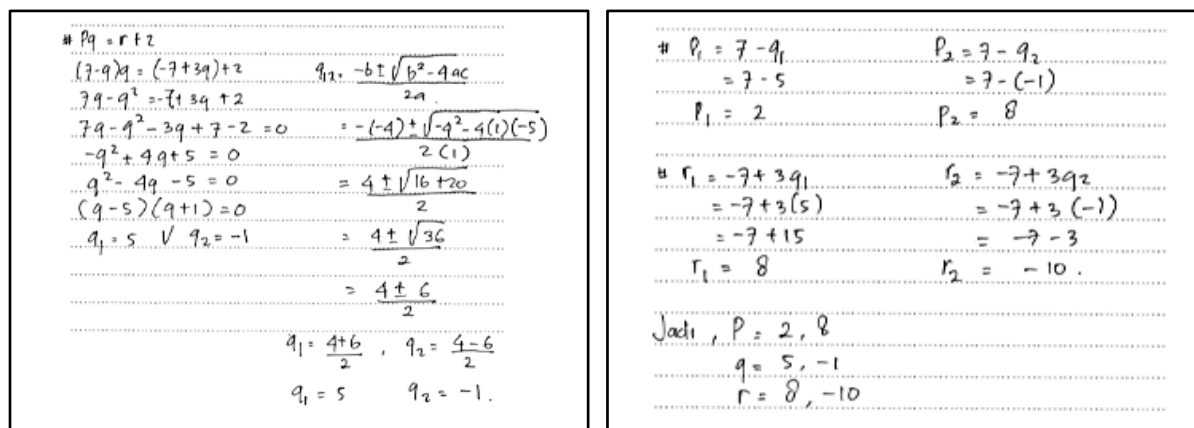 # Pq = r + 2
(7-q)q = (-7+3q)+2
7q - q² = -7+ 3q + 2
7q - q² - 3q + 7 - 2 = 0
-q² + 4q + 5 = 0
q² - 4q - 5 = 0
(q-5)(q+1) = 0
q₁ = 5 V q₂ = -1
q₁₂ = (-b ± √(b² - 4ac))/2a
= (-(-4) ± √(-4² - 4(1)(-5)))/2(1)
= (4 ± √(16 + 20))/2
= (4 ± √36)/2
= (4 ± 6)/2
q₁ = (4+6)/2 , q₂ = (4-6)/2
q₁ = 5 q₂ = -1.
# P₁ = 7 - q₁
= 7 - 5
P₁ = 2
P₂ = 7 - q₂
= 7 - (-1)
P₂ = 8
# r₁ = -7 + 3q₁
= -7 + 3(5)
= -7 + 15
r₁ = 8
r₂ = -7 + 3q₂
= -7 + 3 (-1)
= -7 - 3
r₂ = -10.
Jadi, P = 2, 8
q = 5, -1
r = 8, -10